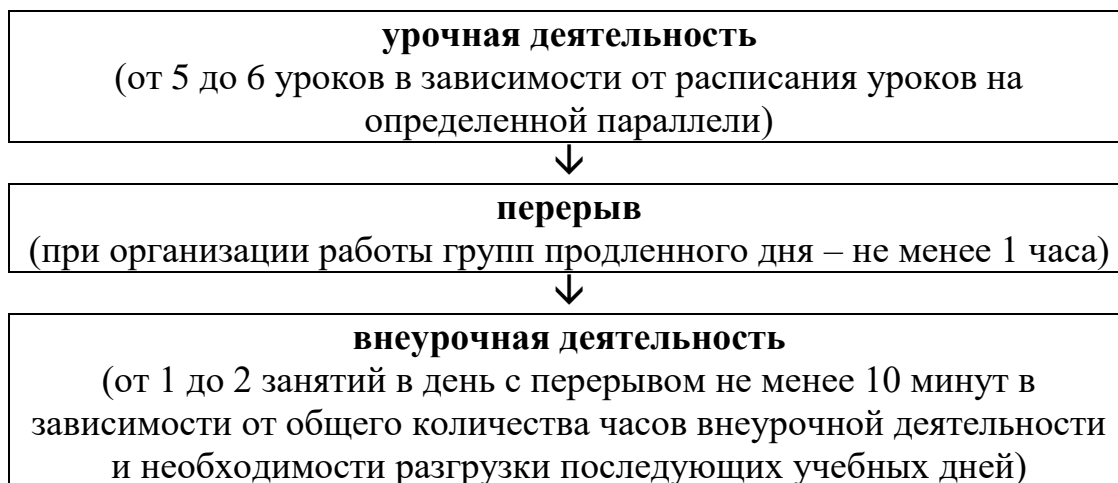 урочная деятельность
(от 5 до 6 уроков в зависимости от расписания уроков на
определенной параллели)
↓
перерыв
(при организации работы групп продленного дня – не менее 1 часа)
↓
внеурочная деятельность
(от 1 до 2 занятий в день с перерывом не менее 10 минут в
зависимости от общего количества часов внеурочной деятельности
и необходимости разгрузки последующих учебных дней)